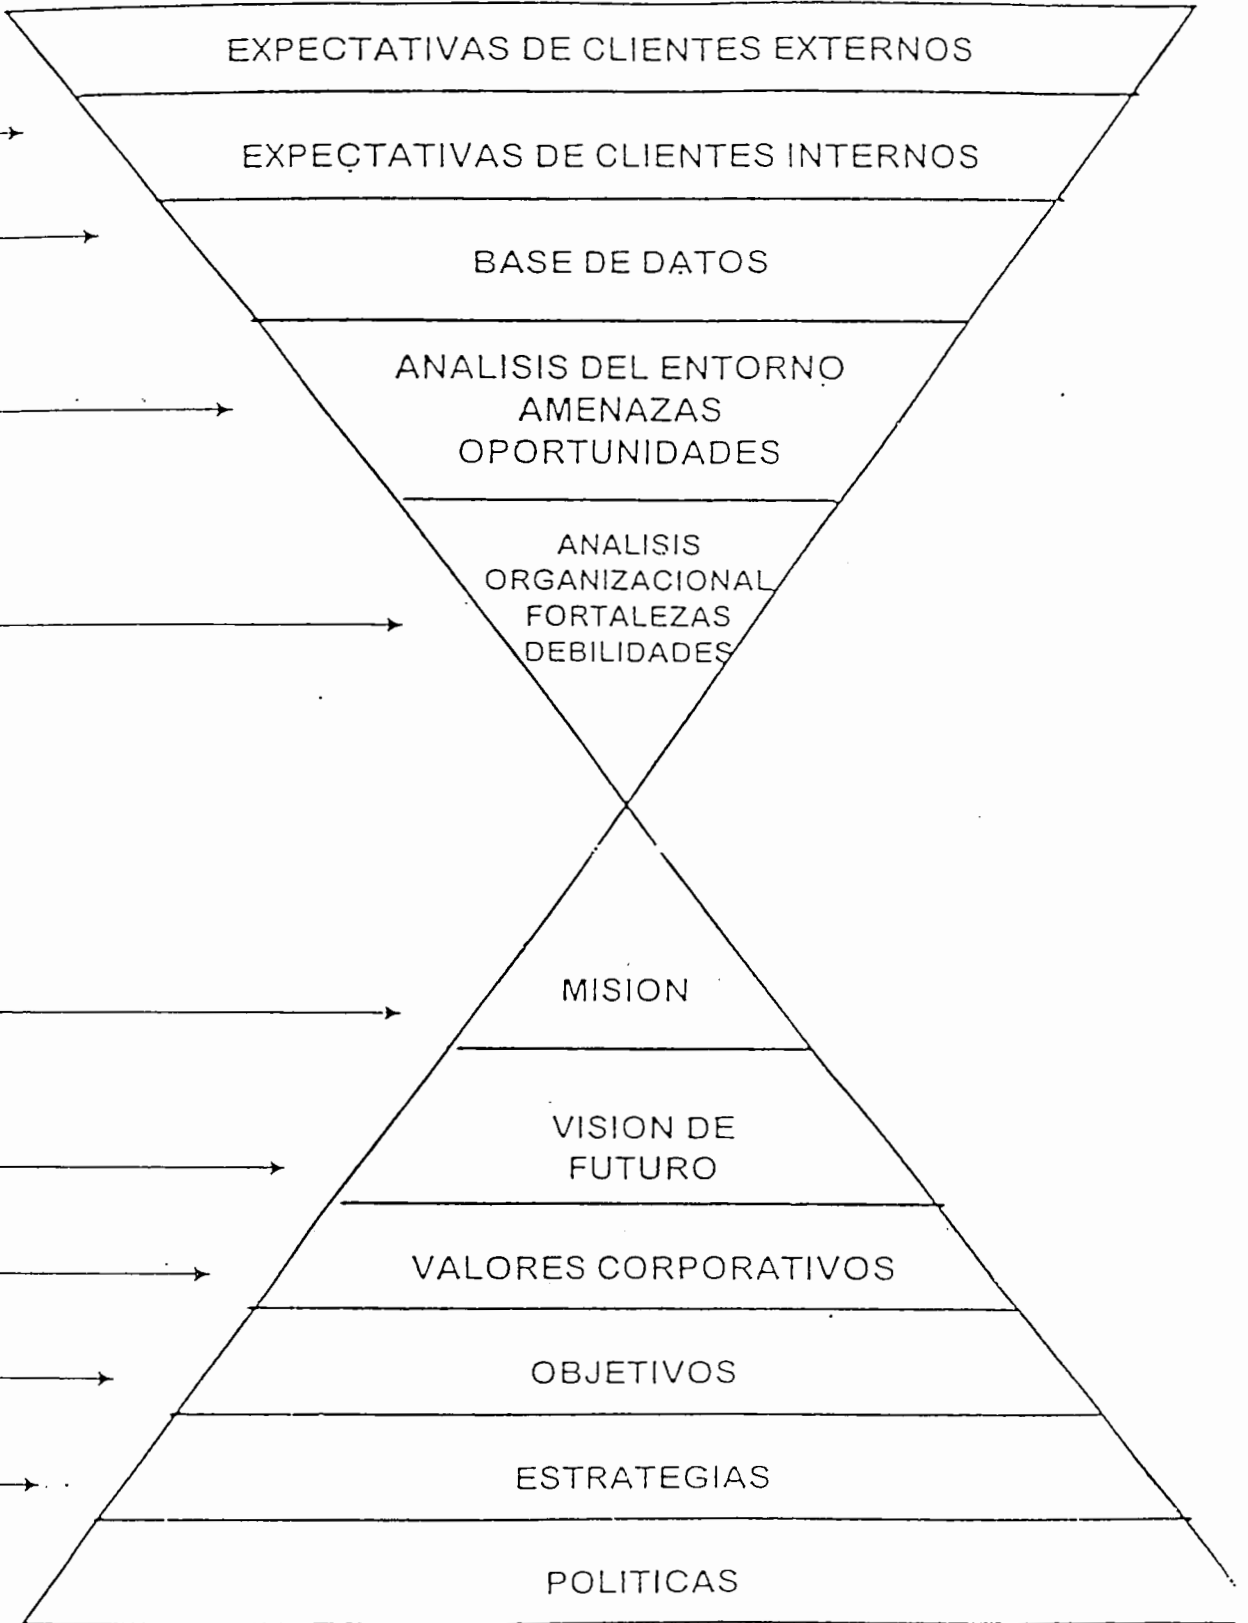 EXPECTATIVAS DE CLIENTES EXTERNOS
EXPECTATIVAS DE CLIENTES INTERNOS
BASE DE DATOS
ANALISIS DEL ENTORNO
AMENAZAS
OPORTUNIDADES
ANALISIS
ORGANIZACIONAL
FORTALEZAS
DEBILIDADES
MISION
VISION DE
FUTURO
VALORES CORPORATIVOS
OBJETIVOS
ESTRATEGIAS
POLITICAS